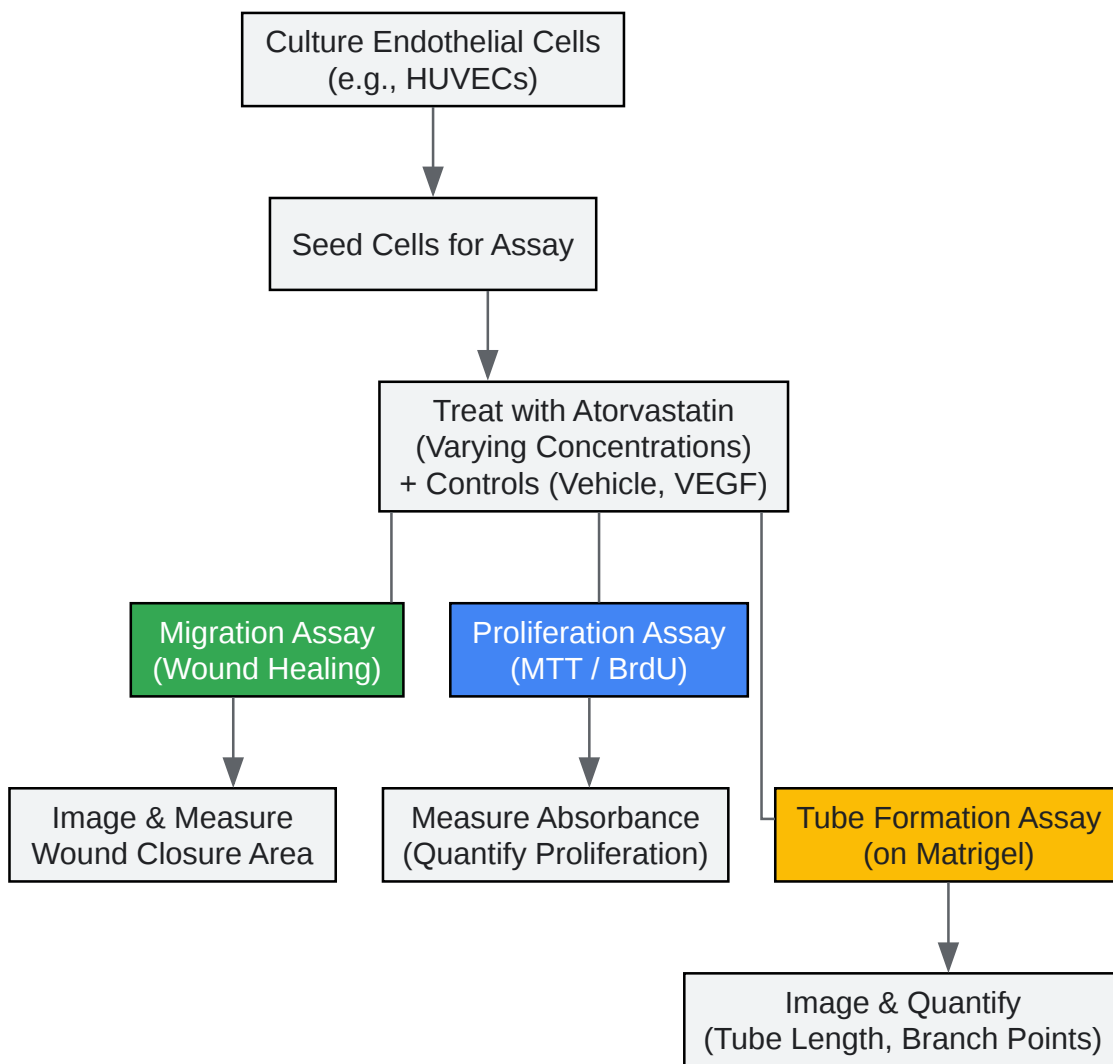 Culture Endothelial Cells
(e.g., HUVECs)
Seed Cells for Assay
Treat with Atorvastatin
(Varying Concentrations)
+ Controls (Vehicle, VEGF)
Migration Assay
(Wound Healing)
Proliferation Assay
(MTT / BrdU)
Image & Measure
Wound Closure Area
Measure Absorbance
(Quantify Proliferation)
Tube Formation Assay
(on Matrigel)
Image & Quantify
(Tube Length, Branch Points)